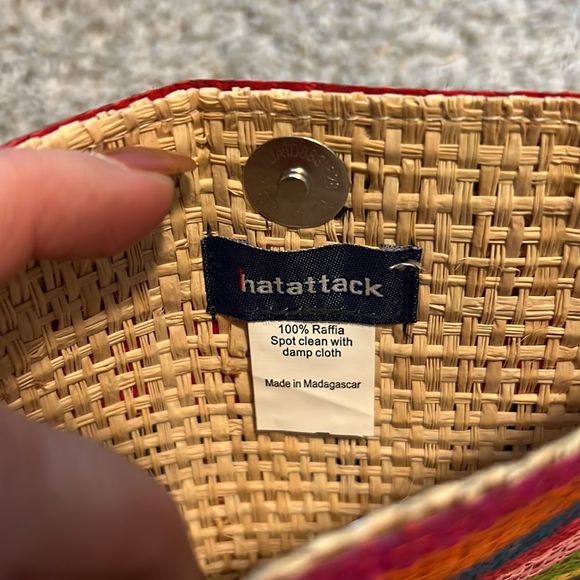 hatattack
100% Raffia
Spot clean with
damp cloth
Made in Madagascar